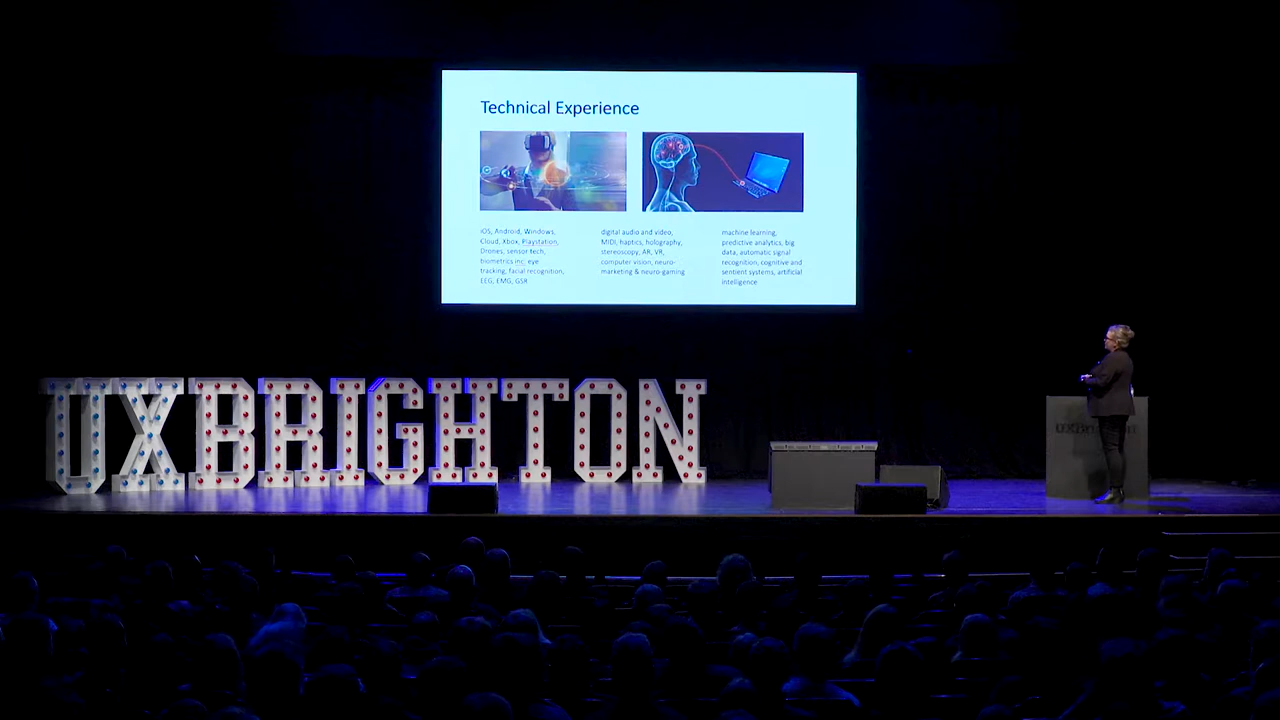 Technical Experience
iOS, Android, Windows,
Cloud, Xbox, Playstation,
Drones, sensor tech,
biometrics inc. eye
tracking, facial recognition,
EEG, EMG, GSR
digital audio and video,
MIDI, haptics, holography,
stereoscopy, AR, VR,
computer vision, neuro-
marketing & neuro-gaming
machine learning,
predictive analytics, big
data, automatic signal
recognition, cognitive and
sentient systems, artificial
intelligence
UXBRIGHTON